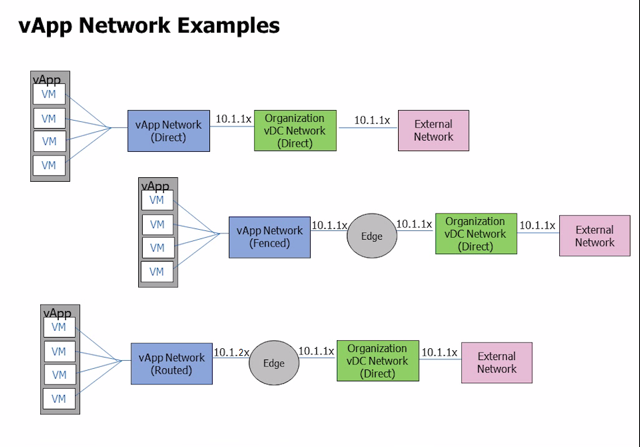 vApp Network Examples
vApp
VM
VM
VM
VM
vApp Network
(Direct)
10.1.1x
Organization
vDC Network
(Direct)
10.1.1x
External
Network
vApp
VM
VM
VM
VM
vApp Network
(Fenced)
10.1.1x
Edge
10.1.1x
Organization
vDC Network
(Direct)
10.1.1x
External
Network
vApp
VM
VM
VM
VM
vApp Network
(Routed)
10.1.2x
Edge
10.1.1x
Organization
vDC Network
(Direct)
10.1.1x
External
Network